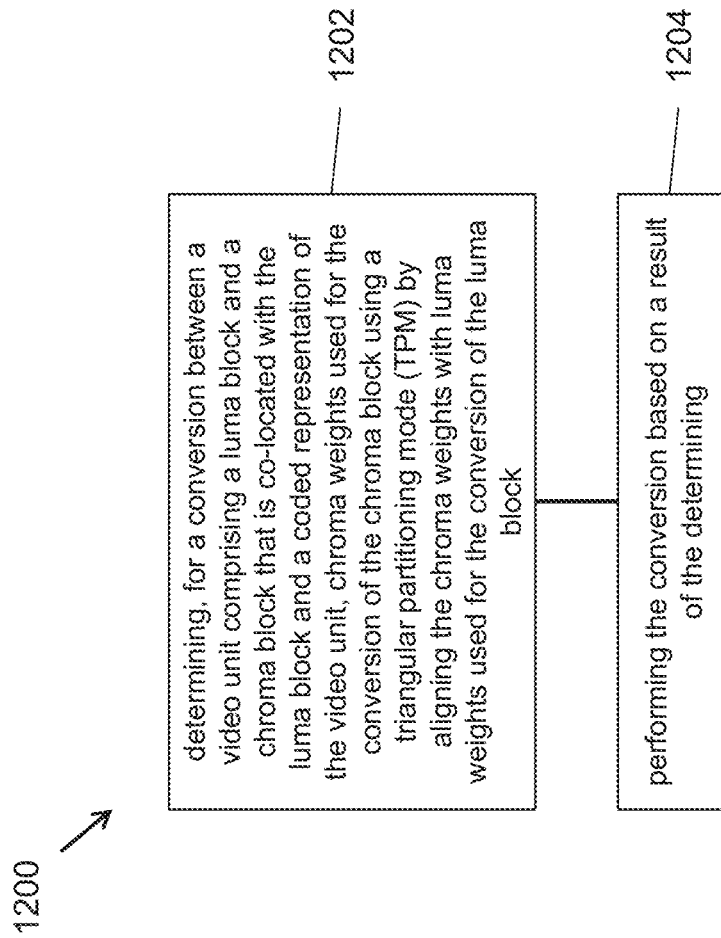 1200
determining, for a conversion between a
video unit comprising a luma block and a
chroma block that is co-located with the
luma block and a coded representation of
the video unit, chroma weights used for the
conversion of the chroma block using a
triangular partitioning mode (TPM) by
aligning the chroma weights with luma
weights used for the conversion of the luma
block
1202
performing the conversion based on a result
of the determining
1204